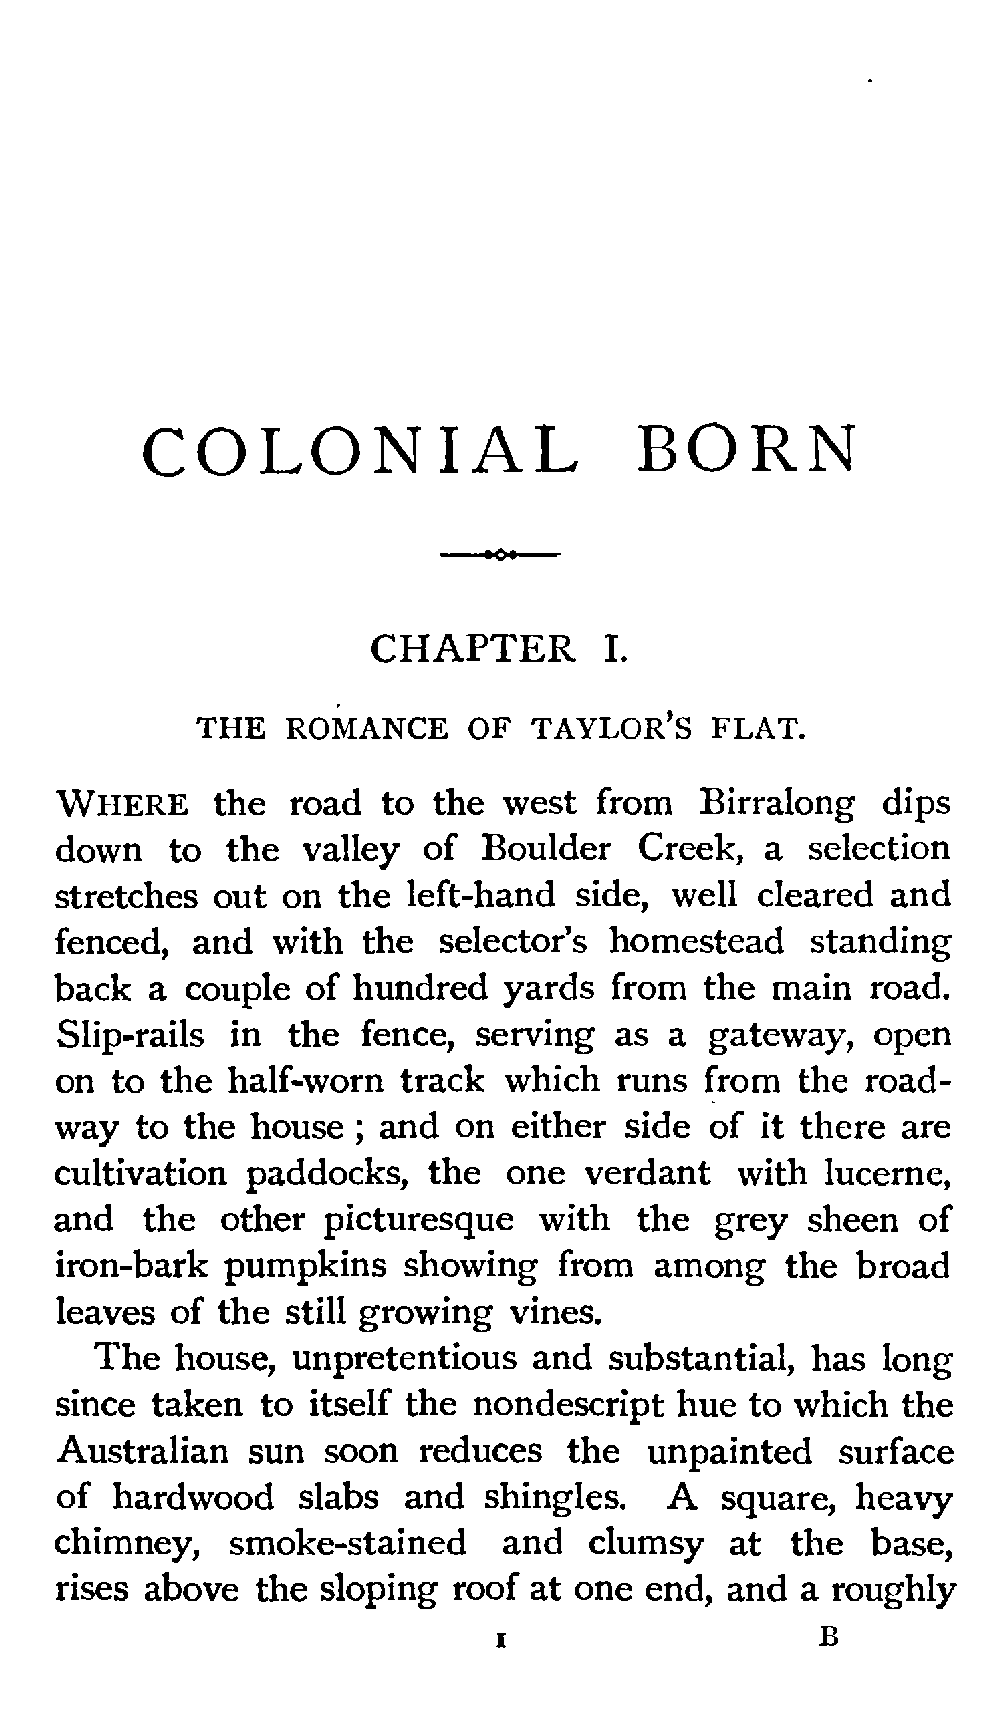 COLONIAL BORN
CHAPTER I.
THE ROMANCE OF TAYLOR'S FLAT.
WHERE the road to the west from Birralong dips
down to the valley of Boulder Creek, a selection
stretches out on the left-hand side, well cleared and
fenced, and with the selector's homestead standing
back a couple of hundred yards from the main road.
Slip-rails in the fence, serving as a gateway, open
on to the half-worn track which runs from the road-
way to the house ; and on either side of it there are
cultivation paddocks, the one verdant with lucerne,
and the other picturesque with the grey sheen of
iron-bark pumpkins showing from among the broad
leaves of the still growing vines.
The house, unpretentious and substantial, has long
since taken to itself the nondescript hue to which the
Australian sun soon reduces the unpainted surface
of hardwood slabs and shingles. A square, heavy
chimney, smoke-stained and clumsy at the base,
rises above the sloping roof at one end, and a roughly
1 B